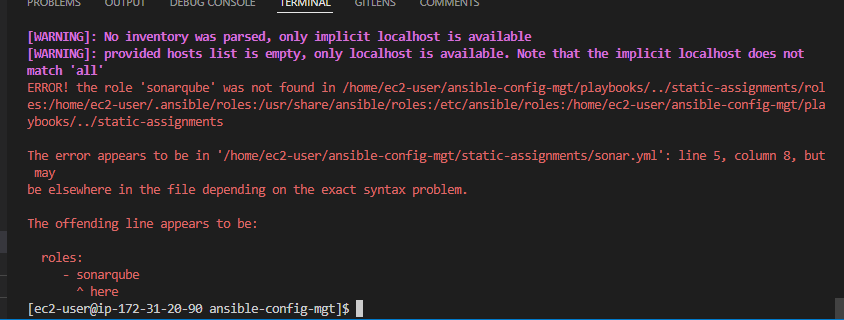 PROBLEMS OUTPUT DEBUG CONSOLE TERMINAL GITLENS COMMENTS
[WARNING]: No inventory was parsed, only implicit localhost is available
[WARNING]: provided hosts list is empty, only localhost is available. Note that the implicit localhost does not
match 'all'
ERROR! the role 'sonarqube' was not found in /home/ec2-user/ansible-config-mgt/playbooks/../static-assignments/rol
es:/home/ec2-user/.ansible/roles:/usr/share/ansible/roles:/etc/ansible/roles:/home/ec2-user/ansible-config-mgt/pla
ybooks/../static-assignments
The error appears to be in '/home/ec2-user/ansible-config-mgt/static-assignments/sonar.yml': line 5, column 8, but
may
be elsewhere in the file depending on the exact syntax problem.
The offending line appears to be:
roles:
- sonarqube
^ here
[ec2-user@ip-172-31-20-90 ansible-config-mgt]$